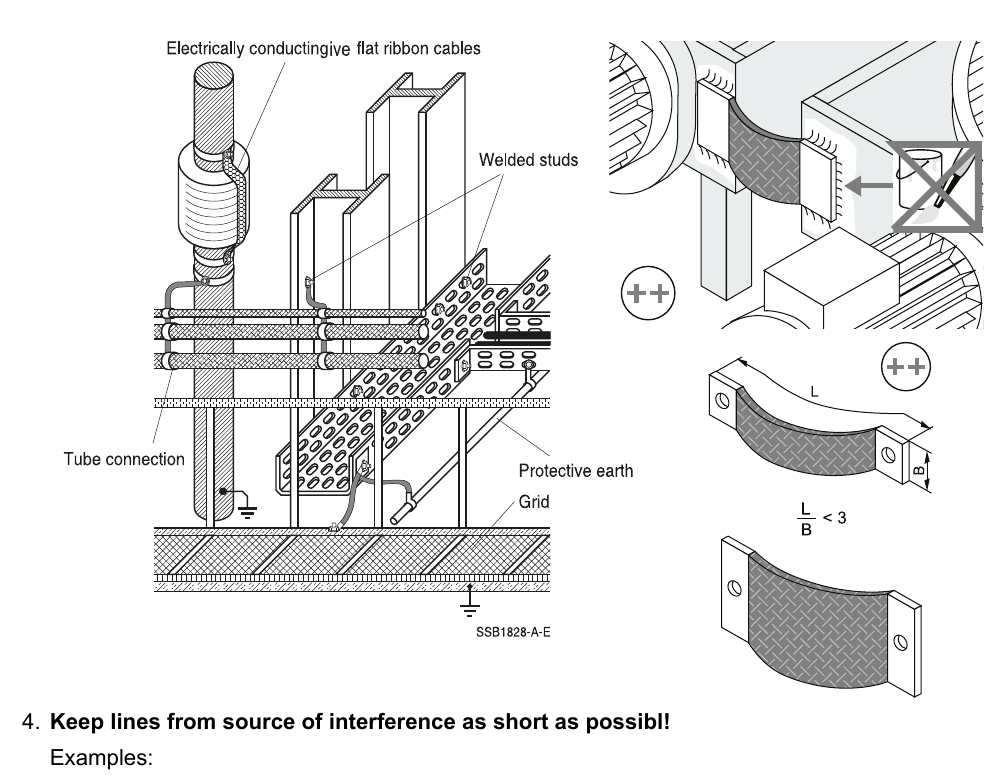 Electrically conductingive flat ribbon cables
Welded studs
Tube connection
Protective earth
Grid
SSB1828-A-E
++
++
L
B
L
B
< 3
4. Keep lines from source of interference as short as possibl!
Examples: